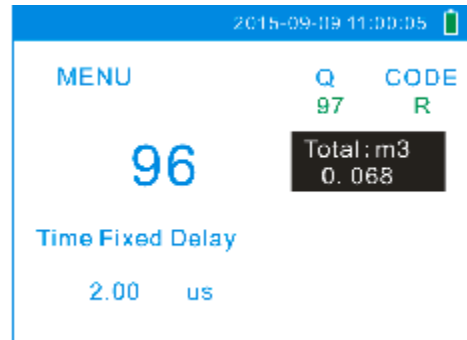 2015-09-09 11:00:05
MENU Q CODE
97 R
96
Total:m3
0.068
Time Fixed Delay
2.00 us